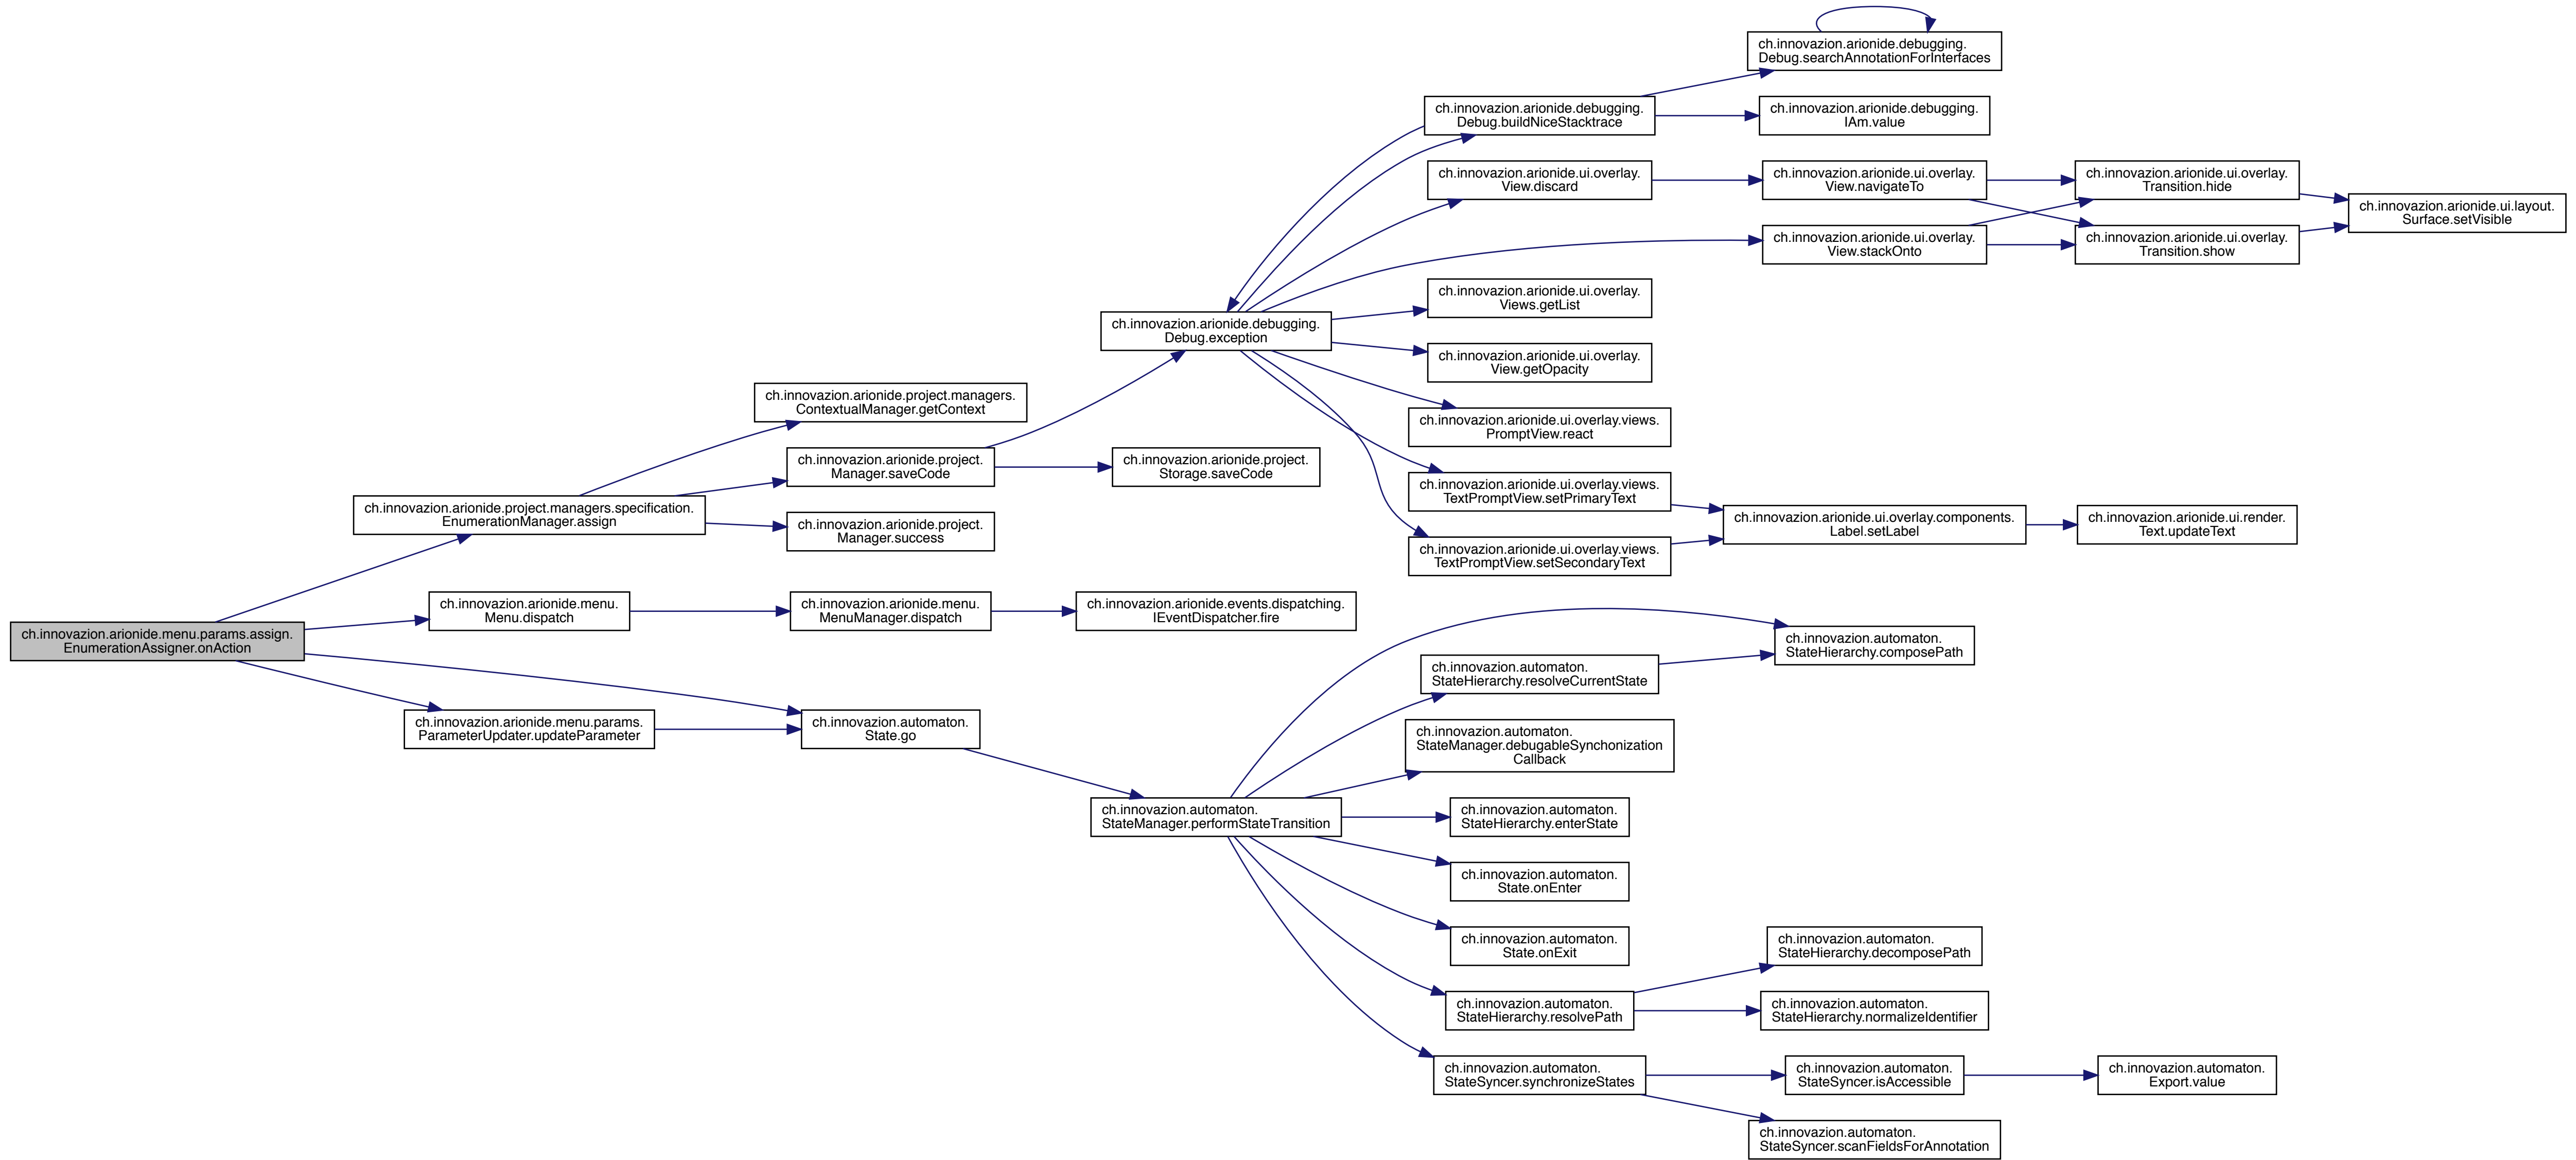 ch.innovazion.arionide.menu.params.assign.
EnumerationAssigner.onAction
ch.innovazion.arionide.project.managers.specification.
EnumerationManager.assign
ch.innovazion.arionide.menu.
Menu.dispatch
ch.innovazion.arionide.menu.params.
ParameterUpdater.updateParameter
ch.innovazion.arionide.project.managers.
ContextualManager.getContext
ch.innovazion.arionide.project.
Manager.saveCode
ch.innovazion.arionide.project.
Manager.success
ch.innovazion.arionide.menu.
MenuManager.dispatch
ch.innovazion.automaton.
State.go
ch.innovazion.arionide.debugging.
Debug.exception
ch.innovazion.arionide.project.
Storage.saveCode
ch.innovazion.arionide.events.dispatching.
IEventDispatcher.fire
ch.innovazion.automaton.
StateManager.performStateTransition
ch.innovazion.arionide.debugging.
Debug.buildNiceStacktrace
ch.innovazion.arionide.ui.overlay.
View.discard
ch.innovazion.arionide.ui.overlay.
Views.getList
ch.innovazion.arionide.ui.overlay.
View.getOpacity
ch.innovazion.arionide.ui.overlay.views.
PromptView.react
ch.innovazion.arionide.ui.overlay.views.
TextPromptView.setPrimaryText
ch.innovazion.arionide.ui.overlay.views.
TextPromptView.setSecondaryText
ch.innovazion.automaton.
StateHierarchy.resolveCurrentState
ch.innovazion.automaton.
StateManager.debugableSynchonization
Callback
ch.innovazion.automaton.
StateHierarchy.enterState
ch.innovazion.automaton.
State.onEnter
ch.innovazion.automaton.
State.onExit
ch.innovazion.automaton.
StateHierarchy.resolvePath
ch.innovazion.automaton.
StateSyncer.synchronizeStates
ch.innovazion.arionide.debugging.
Debug.searchAnnotationForInterfaces
ch.innovazion.arionide.debugging.
IAm.value
ch.innovazion.arionide.ui.overlay.
View.navigateTo
ch.innovazion.arionide.ui.overlay.
View.stackOnto
ch.innovazion.arionide.ui.overlay.components.
Label.setLabel
ch.innovazion.automaton.
StateHierarchy.composePath
ch.innovazion.automaton.
StateHierarchy.decomposePath
ch.innovazion.automaton.
StateHierarchy.normalizeIdentifier
ch.innovazion.automaton.
StateSyncer.isAccessible
ch.innovazion.automaton.
StateSyncer.scanFieldsForAnnotation
ch.innovazion.arionide.ui.overlay.
Transition.hide
ch.innovazion.arionide.ui.overlay.
Transition.show
ch.innovazion.arionide.ui.render.
Text.updateText
ch.innovazion.automaton.
Export.value
ch.innovazion.arionide.ui.layout.
Surface.setVisible